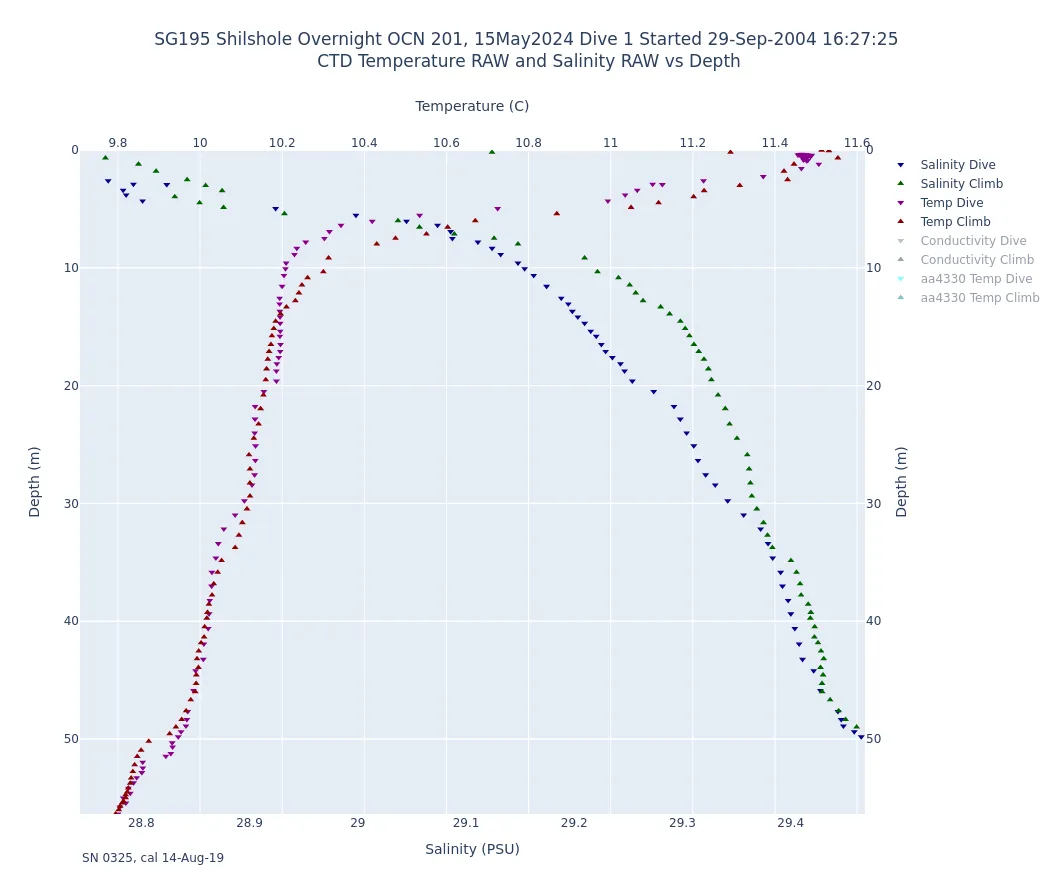 SG195 Shilshole Overnight OCN 201, 15May2024 Dive 1 Started 29-Sep-2004 16:27:25
CTD Temperature RAW and Salinity RAW vs Depth
Temperature (C)
9.8 10 10.2 10.4 10.6 10.8 11 11.2 11.4 11.6
0 0
10 10
20 20
30 30
40 40
50 50
Depth (m)
Depth (m)
Salinity Dive
Salinity Climb
Temp Dive
Temp Climb
Conductivity Dive
Conductivity Climb
aa4330 Temp Dive
aa4330 Temp Climb
28.8 28.9 29 29.1 29.2 29.3 29.4
Salinity (PSU)
SN 0325, cal 14-Aug-19